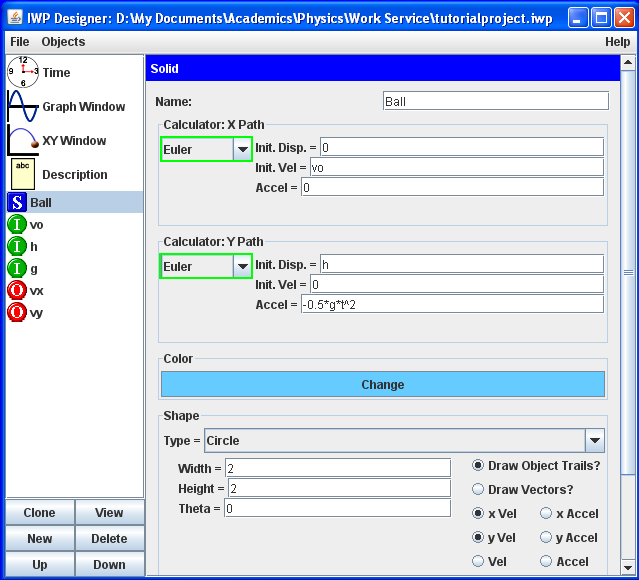 IWP Designer: D:\My Documents\Academics\Physics\Work Service\tutorialproject.iwp
File Objects Help
12
9 3
6
Time
Graph Window
XY Window
abc
Description
S Ball
I vo
I h
I g
O vx
O vy
Clone View
New Delete
Up Down
Solid
Name: Ball
Calculator: X Path
Euler
Init. Disp. = 0
Init. Vel = vo
Accel = 0
Calculator: Y Path
Euler
Init. Disp. = h
Init. Vel = 0
Accel = -0.5*g*t^2
Color
Change
Shape
Type = Circle
Width = 2
Height = 2
Theta = 0
Draw Object Trails?
Draw Vectors?
x Vel x Accel
y Vel y Accel
Vel Accel